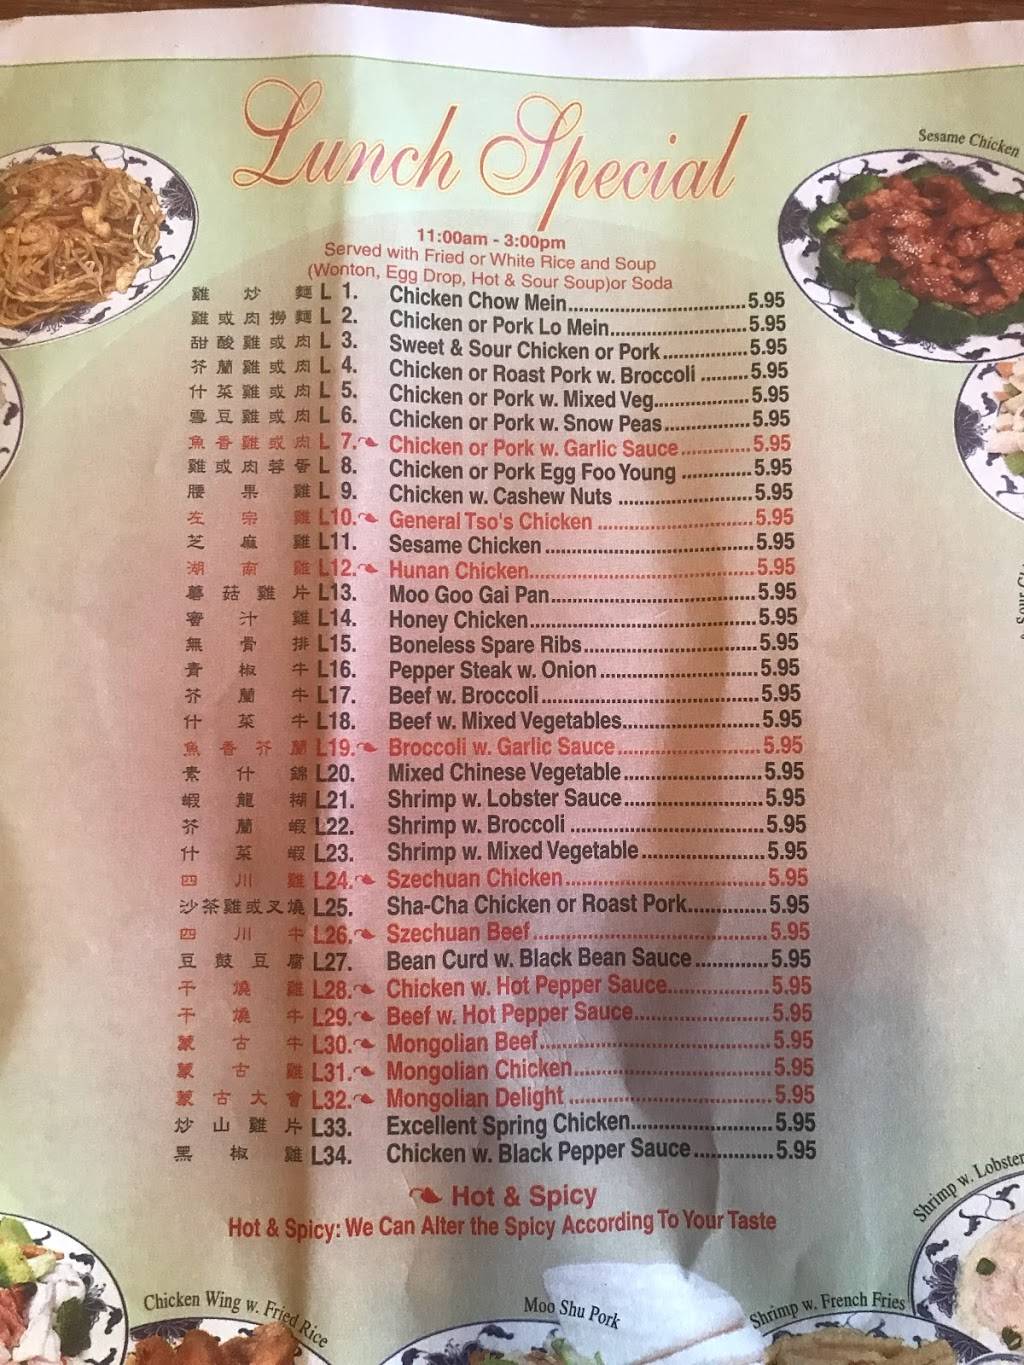 Lunch Special
Sesame Chicken
11:00am - 3:00pm
Served with Fried or White Rice and Soup
(Wonton, Egg Drop, Hot & Sour Soup)or Soda
雞炒麵 L 1. Chicken Chow Mein 5.95
雞或肉撈麵 L 2. Chicken or Pork Lo Mein 5.95
甜酸雞或肉 L 3. Sweet & Sour Chicken or Pork 5.95
芥蘭雞或肉 L 4. Chicken or Roast Pork w. Broccoli 5.95
什菜雞或肉 L 5. Chicken or Pork w. Mixed Veg. 5.95
雪豆雞或肉 L 6. Chicken or Pork w. Snow Peas 5.95
魚香雞或肉 L 7. Chicken or Pork w. Garlic Sauce 5.95
雞或肉蓉蛋 L 8. Chicken or Pork Egg Foo Young 5.95
腰果雞 L 9. Chicken w. Cashew Nuts 5.95
左宗雞 L10. General Tso's Chicken 5.95
芝麻雞 L11. Sesame Chicken 5.95
湖南雞 L12. Hunan Chicken 5.95
蘑菇雞片 L13. Moo Goo Gai Pan 5.95
蜜汁雞 L14. Honey Chicken 5.95
無骨排 L15. Boneless Spare Ribs 5.95
青椒牛 L16. Pepper Steak w. Onion 5.95
芥蘭牛 L17. Beef w. Broccoli 5.95
什菜牛 L18. Beef w. Mixed Vegetables 5.95
魚香芥蘭 L19. Broccoli w. Garlic Sauce 5.95
素什錦 L20. Mixed Chinese Vegetable 5.95
蝦龍糊 L21. Shrimp w. Lobster Sauce 5.95
芥蘭蝦 L22. Shrimp w. Broccoli 5.95
什菜蝦 L23. Shrimp w. Mixed Vegetable 5.95
四川雞 L24. Szechuan Chicken 5.95
沙茶雞或叉燒 L25. Sha-Cha Chicken or Roast Pork 5.95
四川牛 L26. Szechuan Beef 5.95
豆鼓豆腐 L27. Bean Curd w. Black Bean Sauce 5.95
干燒雞 L28. Chicken w. Hot Pepper Sauce 5.95
干燒牛 L29. Beef w. Hot Pepper Sauce 5.95
蒙古牛 L30. Mongolian Beef 5.95
蒙古雞 L31. Mongolian Chicken 5.95
蒙古大會 L32. Mongolian Delight 5.95
炒山雞片 L33. Excellent Spring Chicken 5.95
黑椒雞 L34. Chicken w. Black Pepper Sauce 5.95
Hot & Spicy
Hot & Spicy: We Can Alter the Spicy According To Your Taste
Shrimp w. Lobster
Chicken Wing w. Fried Rice
Moo Shu Pork
Shrimp w. French Fries